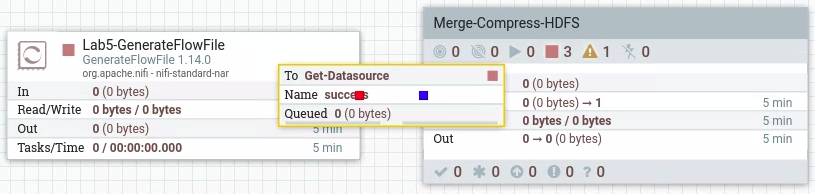 Lab5-GenerateFlowFile
GenerateFlowFile 1.14.0
org.apache.nifi - nifi-standard-nar
In 0 (0 bytes)
Read/Write 0 bytes / 0 bytes
Out 0 (0 bytes) 5 min
Tasks/Time 0 / 00:00:00.000 5 min
To Get-Datasource
Name success
Queued 0 (0 bytes)
Merge-Compress-HDFS
0 0 0 3 1 0
0 (0 bytes)
0 (0 bytes) → 1 5 min
0 bytes / 0 bytes 5 min
Out 0 → 0 (0 bytes) 5 min
0 0 0 0 ? 0